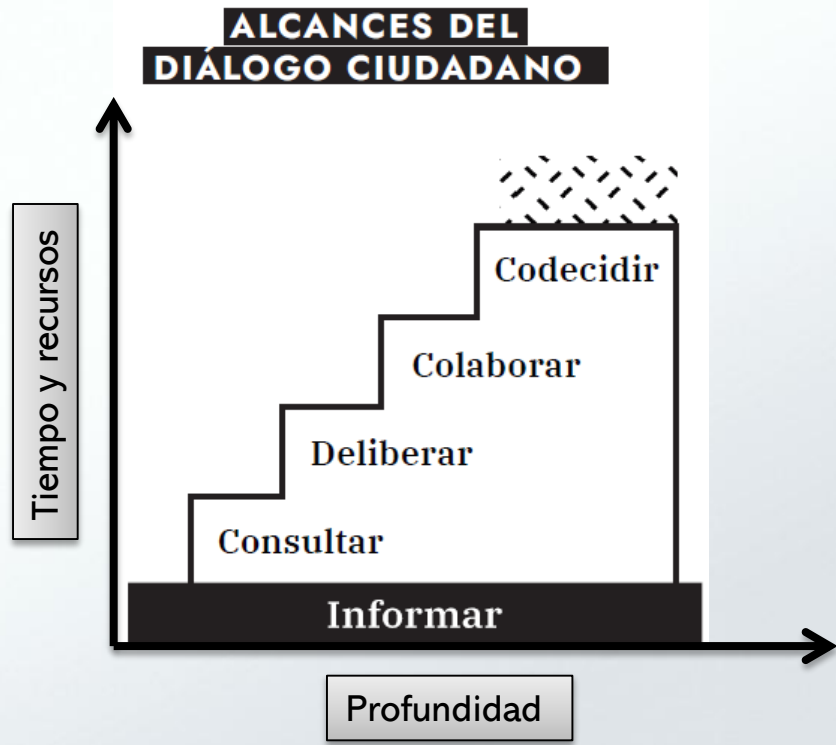 ALCANCES DEL
DIÁLOGO CIUDADANO
Tiempo y recursos
Codecidir
Colaborar
Deliberar
Consultar
Informar
Profundidad